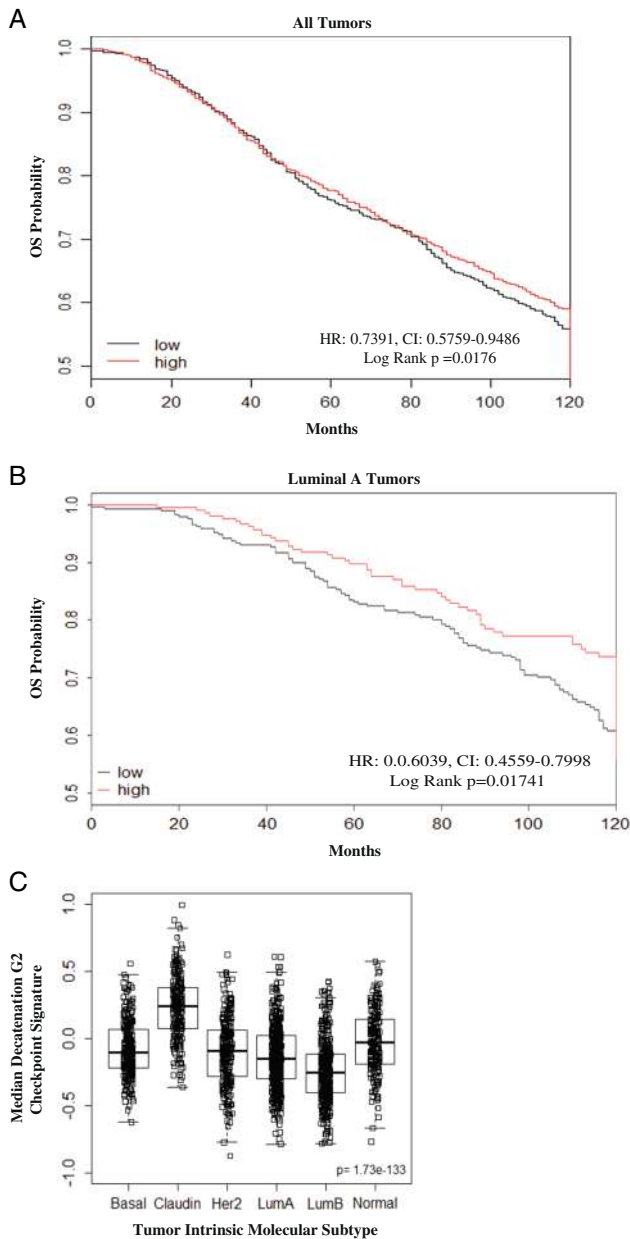 A
All Tumors
OS Probability
1.0
0.9
0.8
0.7
0.6
0.5
low
high
HR: 0.7391, CI: 0.5759-0.9486
Log Rank p =0.0176
0 20 40 60 80 100 120
Months
B
Luminal A Tumors
OS Probability
1.0
0.9
0.8
0.7
0.6
0.5
low
high
HR: 0.0.6039, CI: 0.4559-0.7998
Log Rank p=0.01741
0 20 40 60 80 100 120
Months
C
Median Decatenation G2
Checkpoint Signature
1.0
0.5
0.0
-0.5
-1.0
p= 1.73e-133
Basal Claudin Her2 LumA LumB Normal
Tumor Intrinsic Molecular Subtype